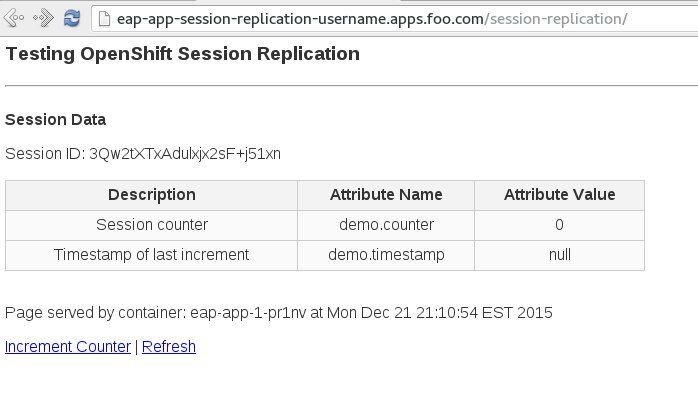 eap-app-session-replication-username.apps.foo.com/session-replication/
Testing OpenShift Session Replication
Session Data
Session ID: 3Qw2tXTxAdulxjx2sF+j51xn
Description Attribute Name Attribute Value
Session counter demo.counter 0
Timestamp of last increment demo.timestamp null
Page served by container: eap-app-1-pr1nv at Mon Dec 21 21:10:54 EST 2015
Increment Counter | Refresh